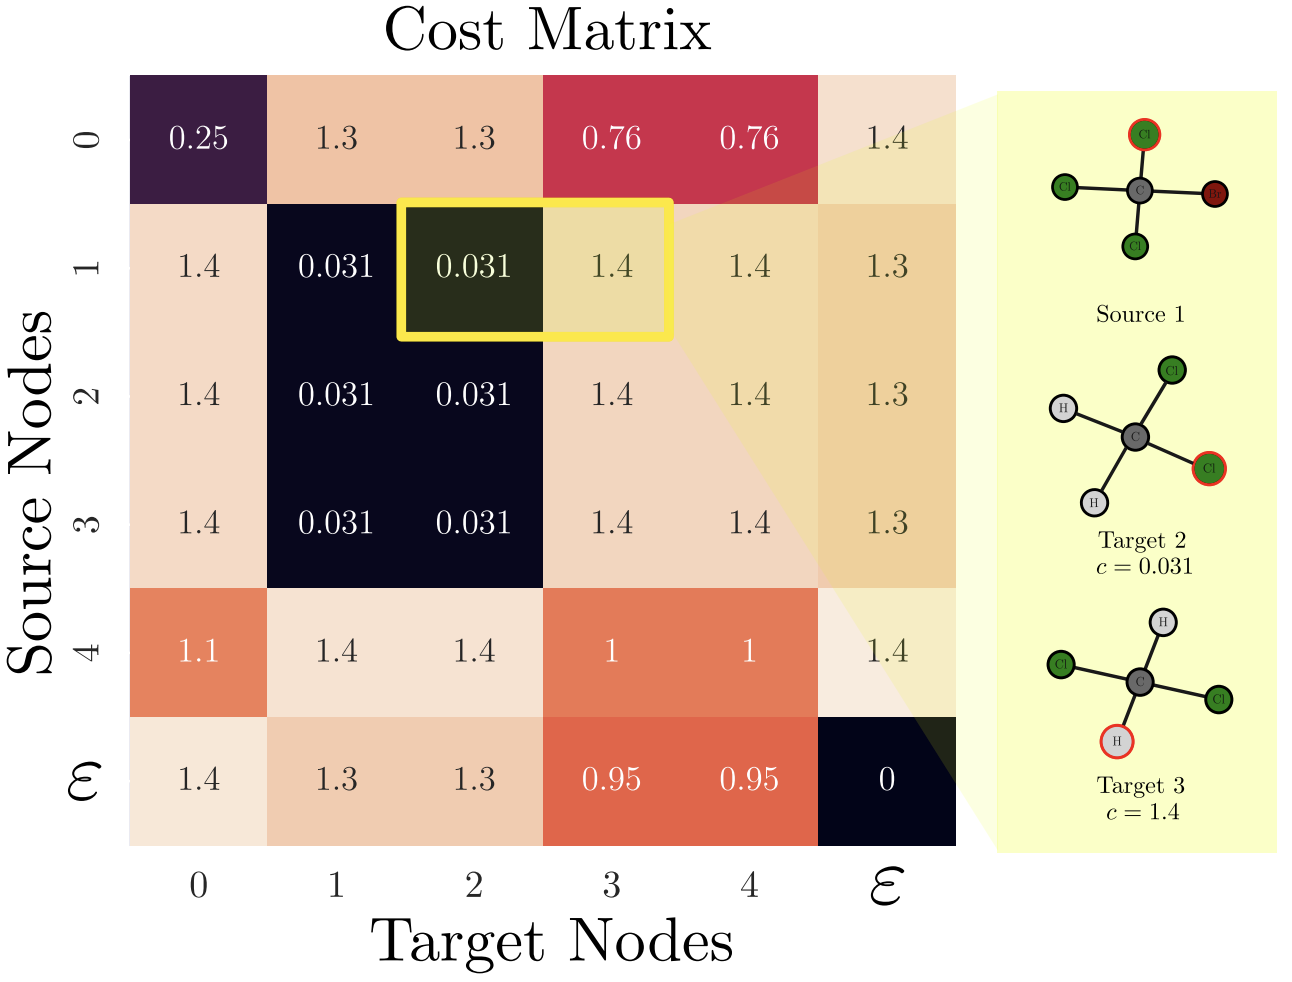 Cost Matrix
Source Nodes
0 0.25 1.3 1.3 0.76 0.76 1.4
1 1.4 0.031 0.031 1.4 1.4 1.3
2 1.4 0.031 0.031 1.4 1.4 1.3
3 1.4 0.031 0.031 1.4 1.4 1.3
4 1.1 1.4 1.4 1 1 1.4
ε 1.4 1.3 1.3 0.95 0.95 0
0 1 2 3 4 ε
Target Nodes
Cl
Cl C Br
Cl
Source 1
Cl
H
C
Cl
H
Target 2
c = 0.031
H
Cl
C
Cl
H
Target 3
c = 1.4